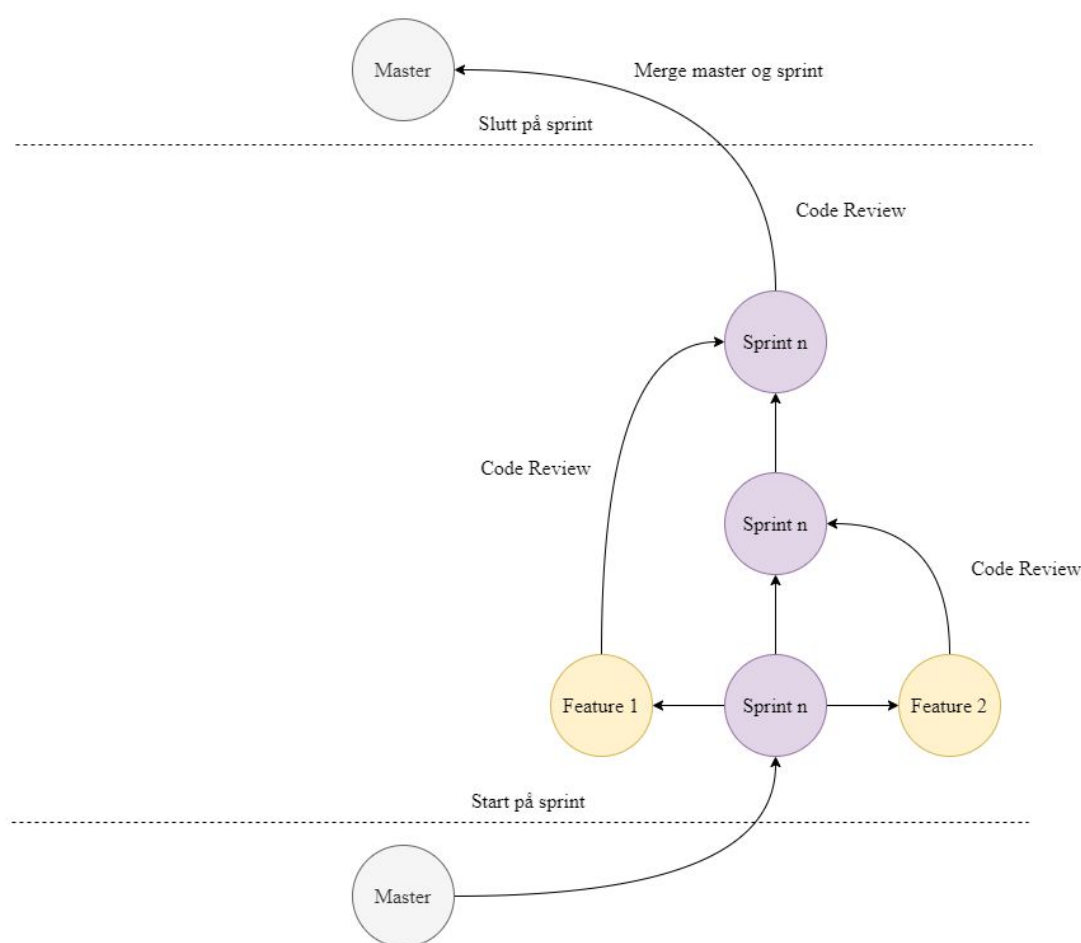 Master
Merge master og sprint
Slutt på sprint
Code Review
Sprint n
Code Review
Sprint n
Code Review
Feature 1
Sprint n
Feature 2
Start på sprint
Master